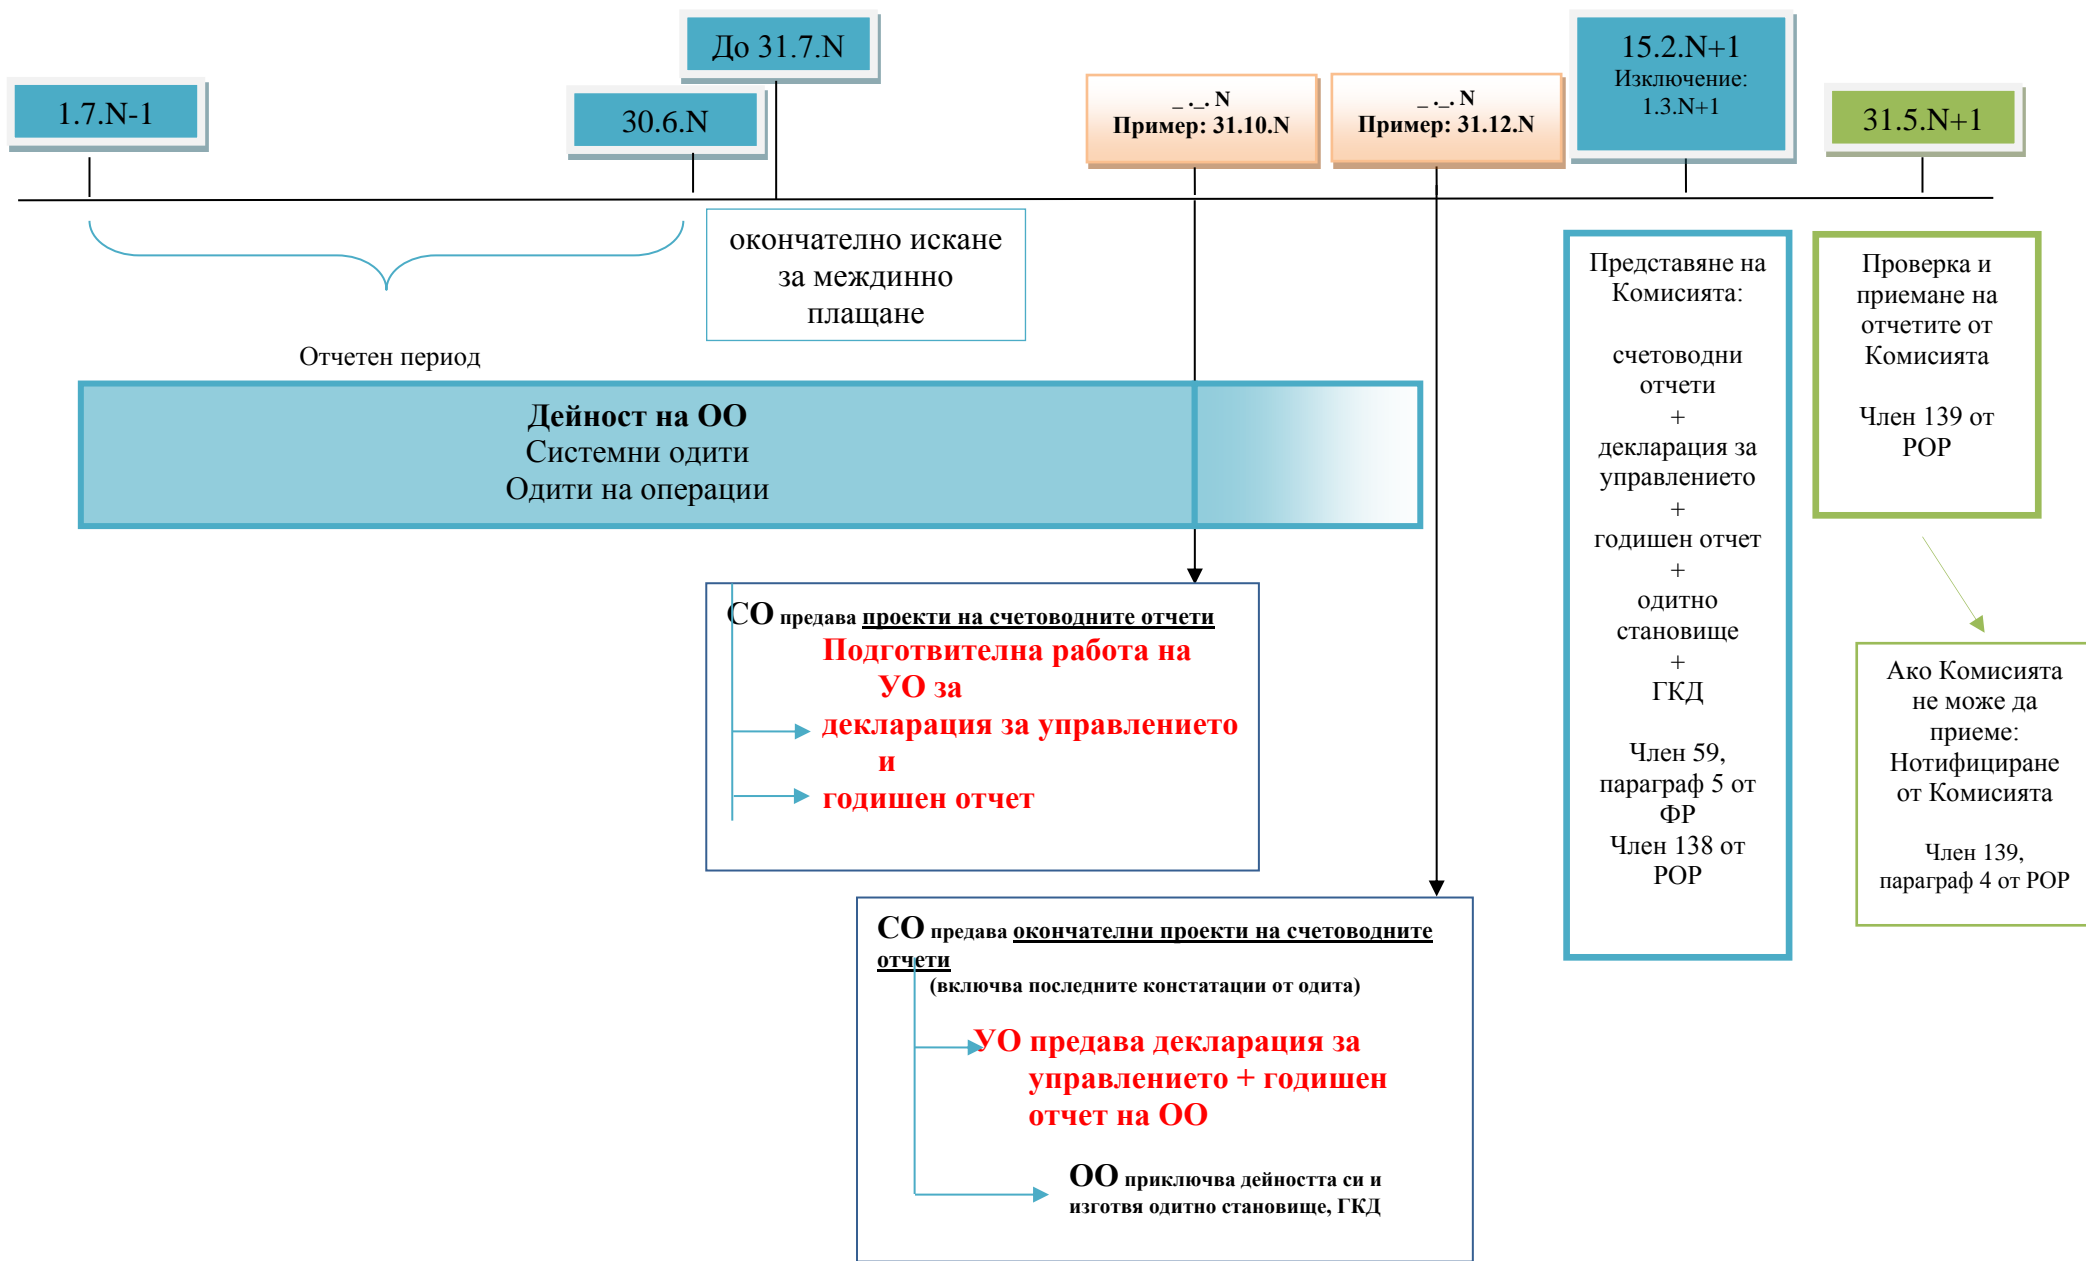 1.7.N-1
30.6.N
До 31.7.N
_ ._. N
Пример: 31.10.N
_ ._. N
Пример: 31.12.N
15.2.N+1
Изключение:
1.3.N+1
31.5.N+1
Отчетен период
окончателно искане
за междинно
плащане
Дейност на ОО
Системни одити
Одити на операции
СО предава проекти на счетоводните отчети
Подготвителна работа на
УО за
декларация за управлението
и
годишен отчет
СО предава окончателни проекти на счетоводните
отчети
(включва последните констатации от одита)
УО предава декларация за
управлението + годишен
отчет на ОО
ОО приключва дейността си и
изготвя одитно становище, ГКД
Представяне на
Комисията:
счетоводни
отчети
+
декларация за
управлението
+
годишен отчет
+
одитно
становище
+
ГКД
Член 59,
параграф 5 от
ФР
Член 138 от
РОР
Проверка и
приемане на
отчетите от
Комисията
Член 139 от
РОР
Ако Комисията
не може да
приеме:
Нотифициране
от Комисията
Член 139,
параграф 4 от РОР